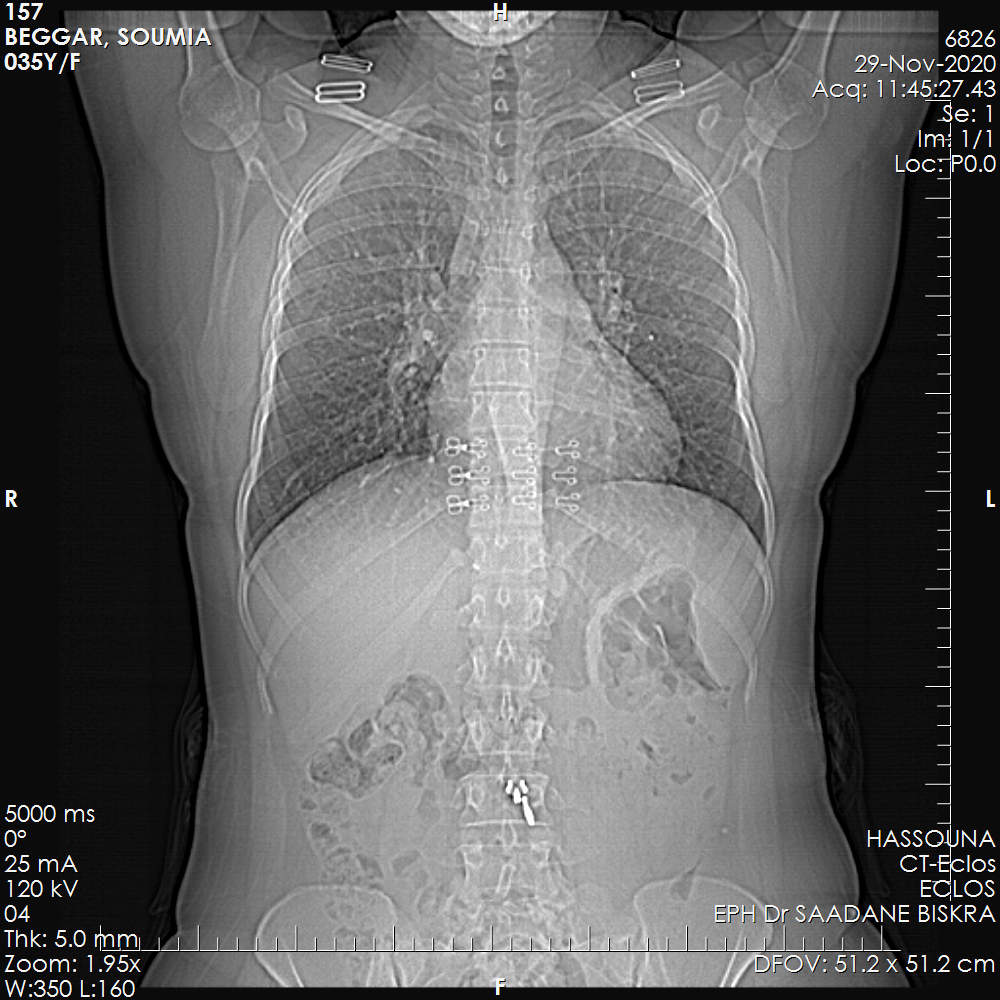 157
BEGGAR, SOUMIA
035Y/F
H
6826
29-Nov-2020
Acq: 11:45:27.43
Se: 1
Im: 1/1
Loc: P0.0
R
L
5000 ms
0°
25 mA
120 kV
04
Thk: 5.0 mm
Zoom: 1.95x
W:350 L:160
F
HASSOUNA
CT-Eclos
ECLOS
EPH Dr SAADANE BISKRA
DFOV: 51.2 x 51.2 cm